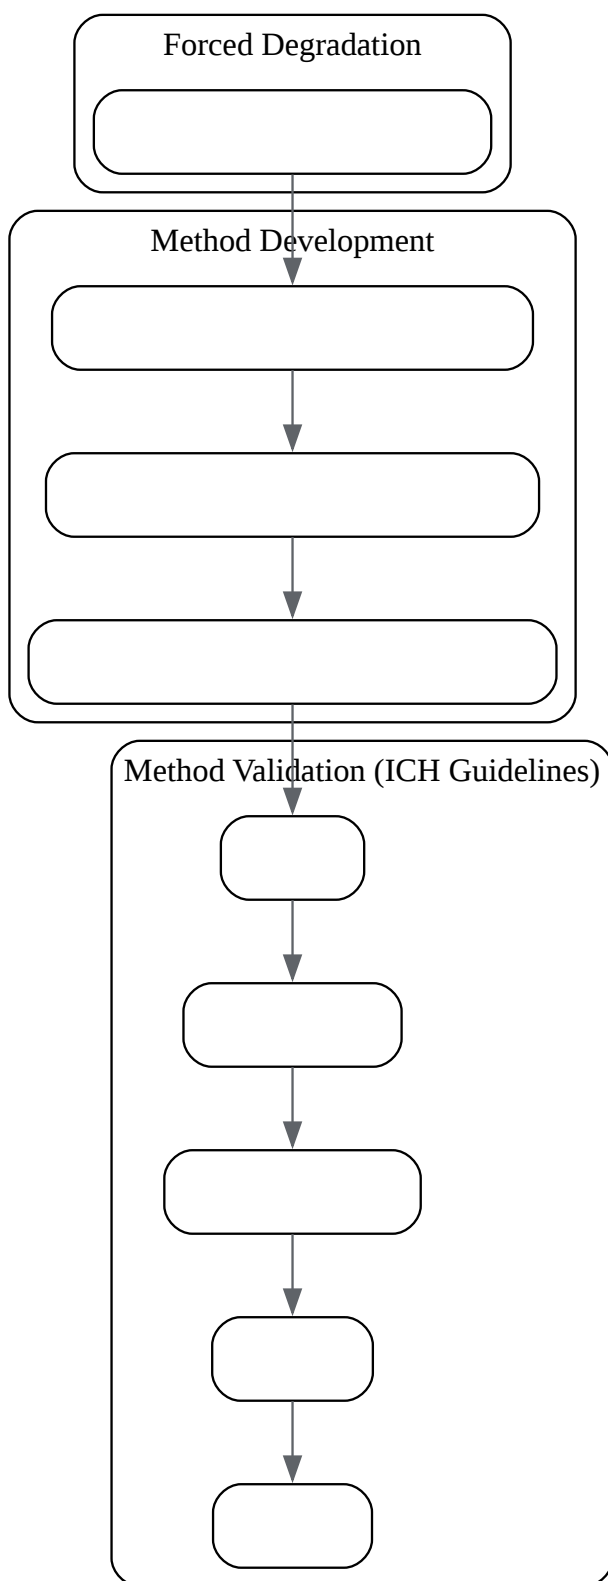 Forced Degradation
Method Development
Method Validation (ICH Guidelines)